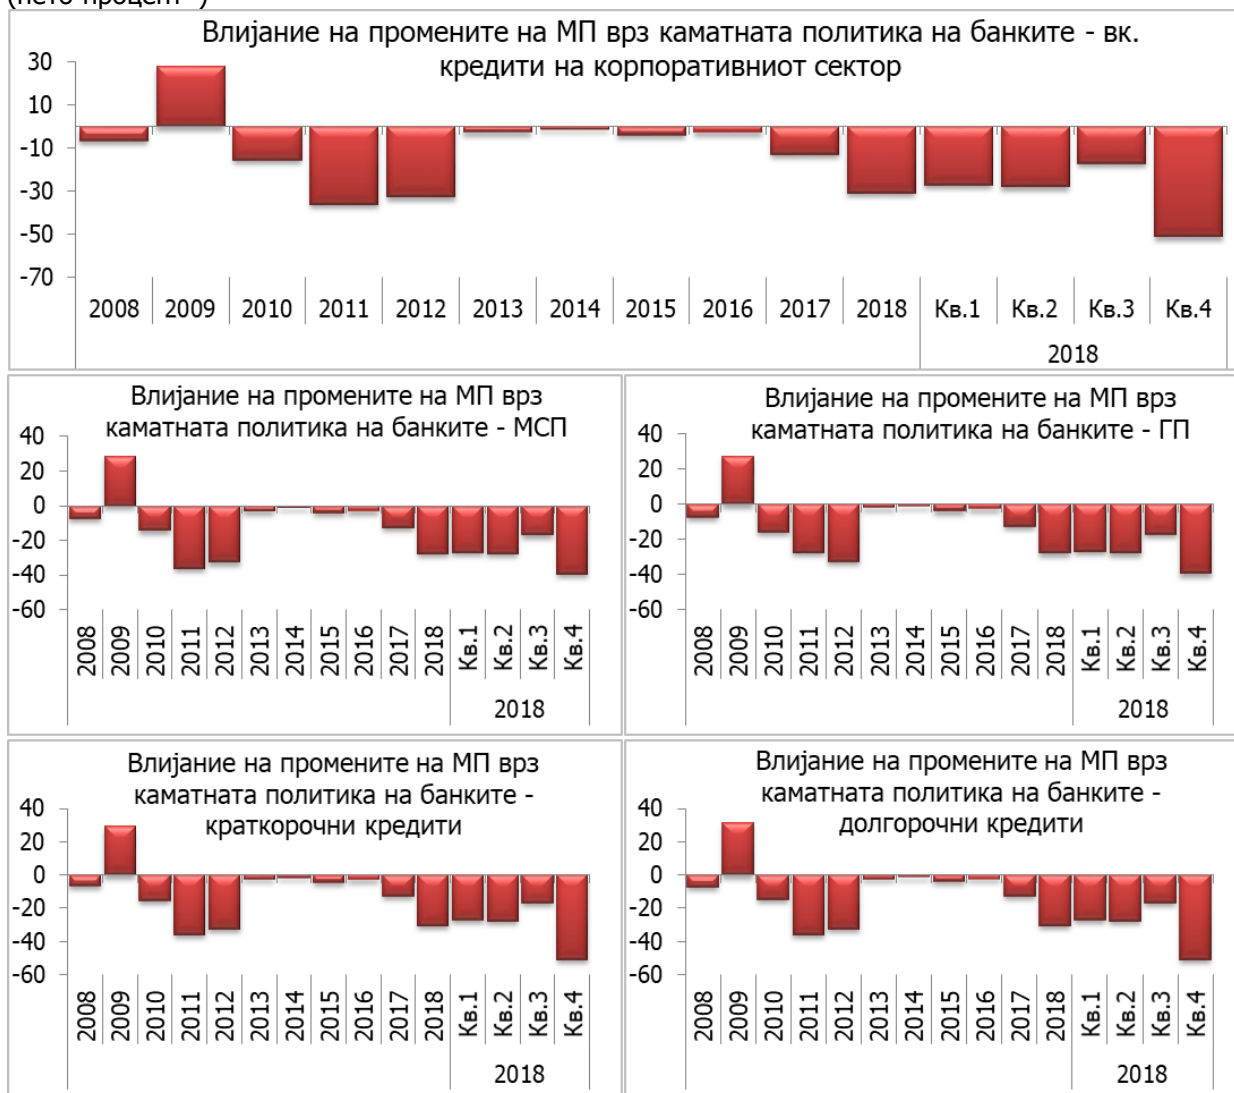 (нето процент*)
Влијание на промените на МП врз каматната политика на банките - вк.
кредити на корпоративниот сектор
30
10
-10
-30
-50
-70
2008 2009 2010 2011 2012 2013 2014 2015 2016 2017 2018 Кв.1 Кв.2 Кв.3 Кв.4
2018
Влијание на промените на МП врз
каматната политика на банките - МСП
40
20
0
-20
-40
-60
2008 2009 2010 2011 2012 2013 2014 2015 2016 2017 2018 Кв.1 Кв.2 Кв.3 Кв.4
2018
Влијание на промените на МП врз
каматната политика на банките - ГП
40
20
0
-20
-40
-60
2008 2009 2010 2011 2012 2013 2014 2015 2016 2017 2018 Кв.1 Кв.2 Кв.3 Кв.4
2018
Влијание на промените на МП врз
каматната политика на банките -
краткорочни кредити
40
20
0
-20
-40
-60
2008 2009 2010 2011 2012 2013 2014 2015 2016 2017 2018 Кв.1 Кв.2 Кв.3 Кв.4
2018
Влијание на промените на МП врз
каматната политика на банките -
долгорочни кредити
40
20
0
-20
-40
-60
2008 2009 2010 2011 2012 2013 2014 2015 2016 2017 2018 Кв.1 Кв.2 Кв.3 Кв.4
2018